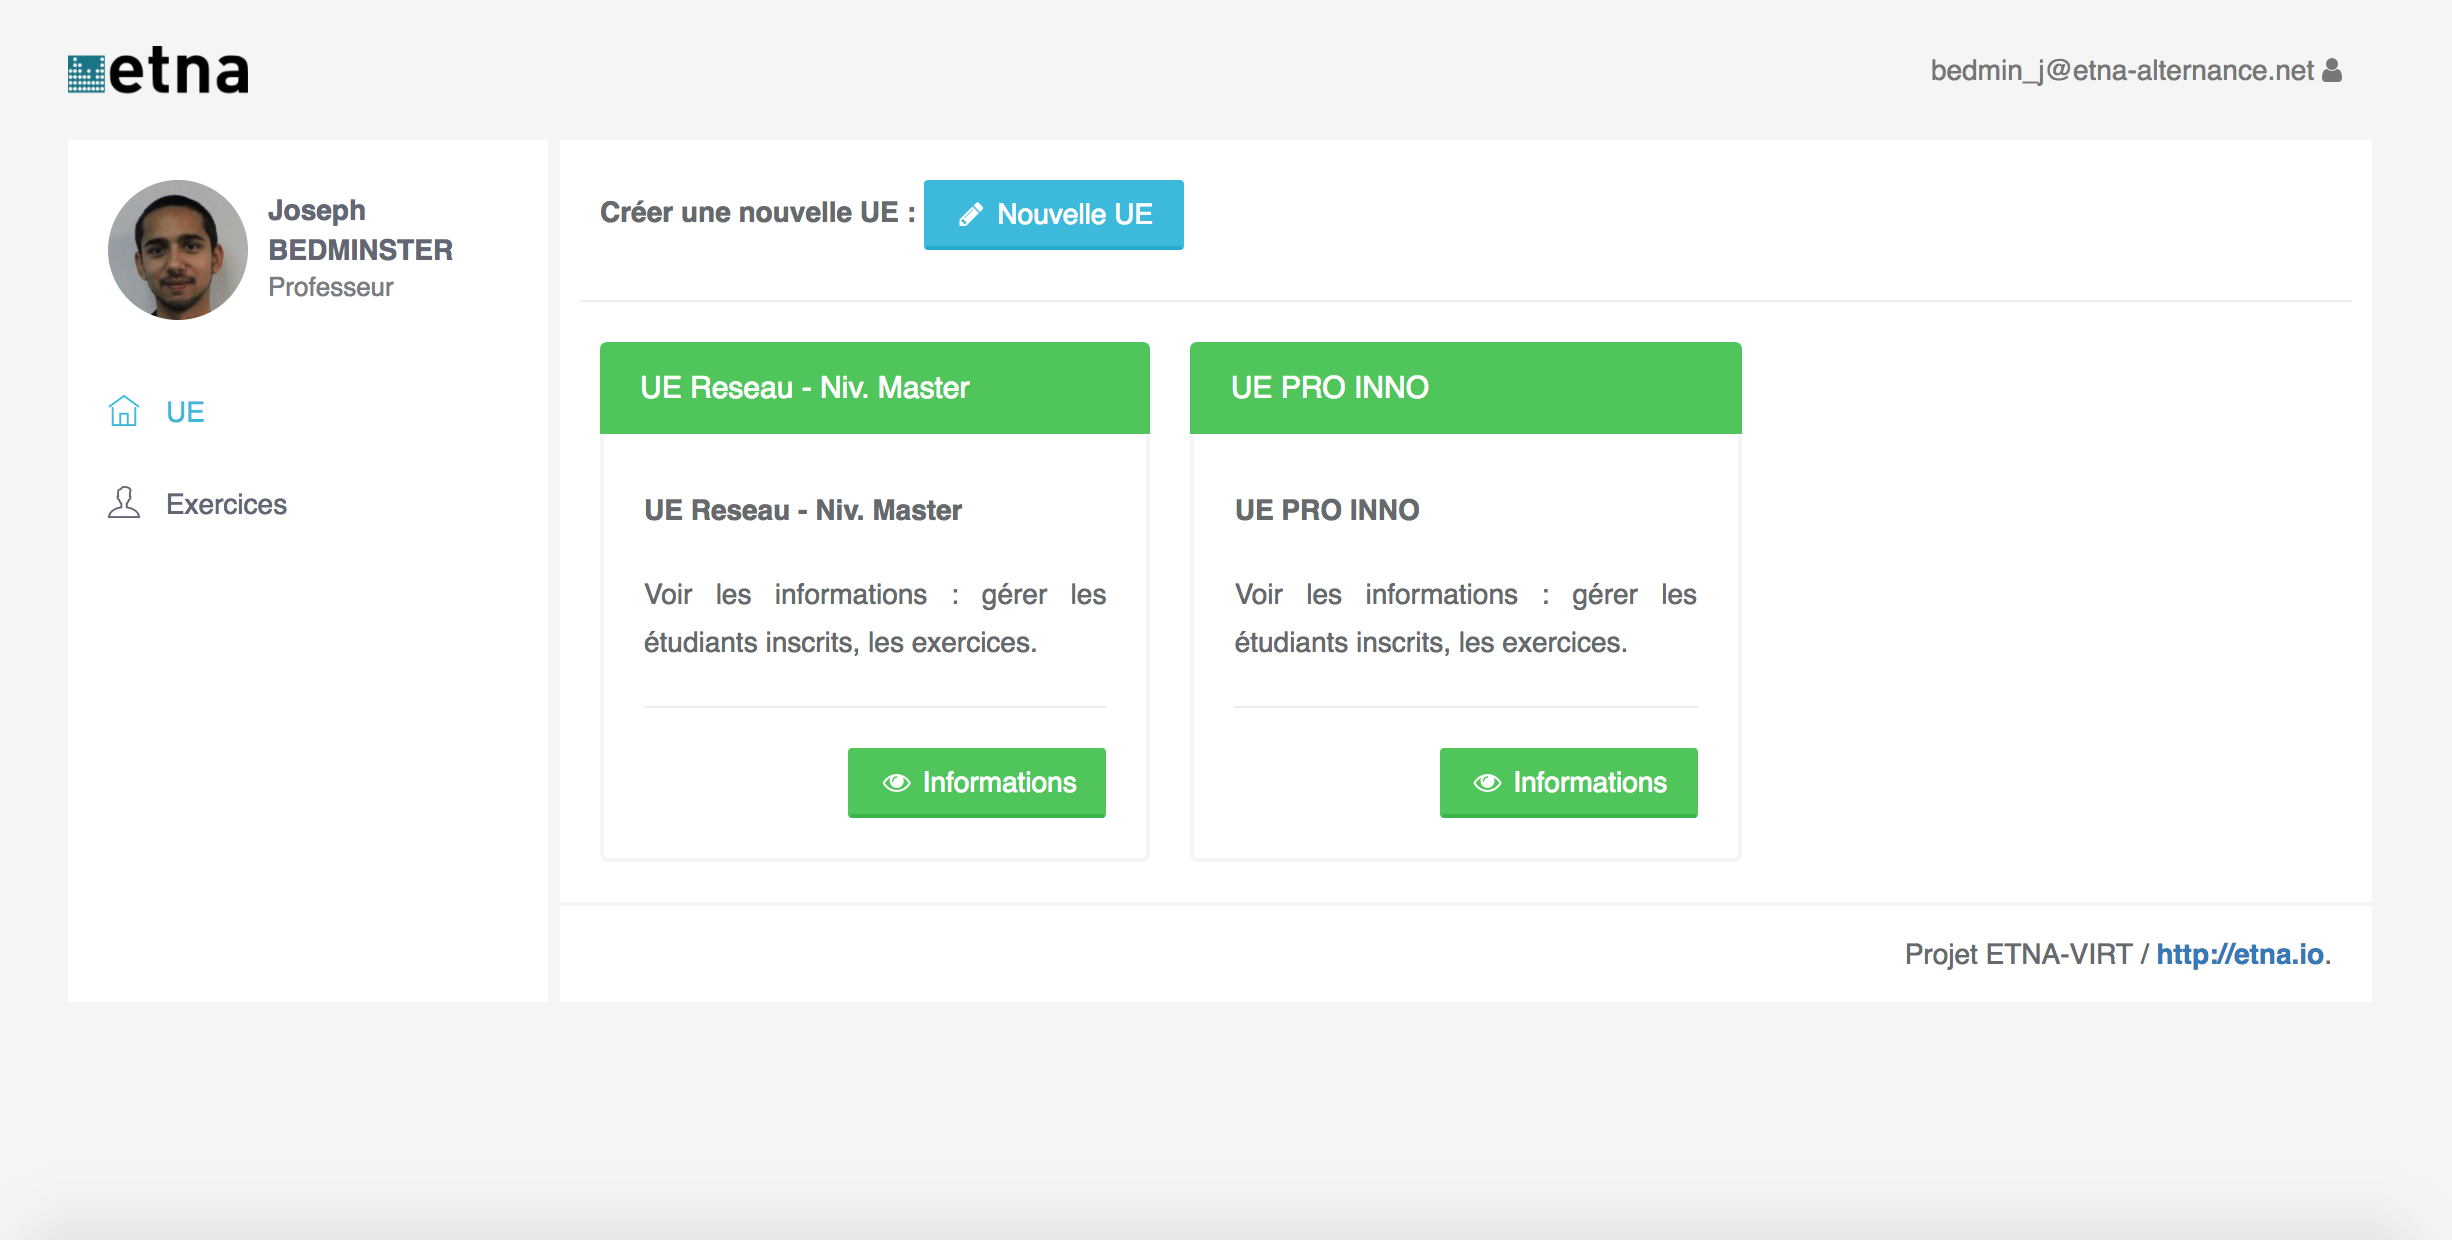 etna
bedmin_j@etna-alternance.net
Joseph
BEDMINSTER
Professeur
UE
Exercices
Créer une nouvelle UE :
Nouvelle UE
UE Reseau - Niv. Master
UE Reseau - Niv. Master
Voir les informations : gérer les
étudiants inscrits, les exercices.
Informations
UE PRO INNO
UE PRO INNO
Voir les informations : gérer les
étudiants inscrits, les exercices.
Informations
Projet ETNA-VIRT / http://etna.io.